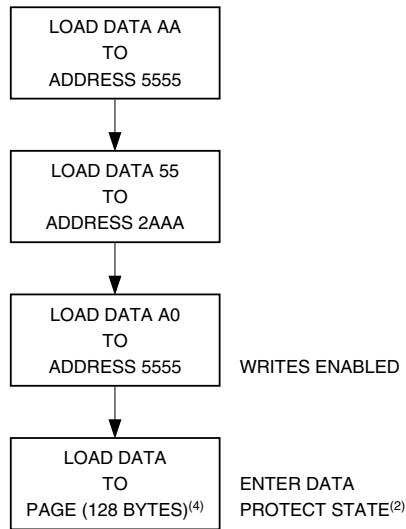 LOAD DATA AA
TO
ADDRESS 5555
LOAD DATA 55
TO
ADDRESS 2AAA
LOAD DATA A0
TO
ADDRESS 5555
WRITES ENABLED
LOAD DATA
TO
PAGE (128 BYTES)(4)
ENTER DATA
PROTECT STATE(2)